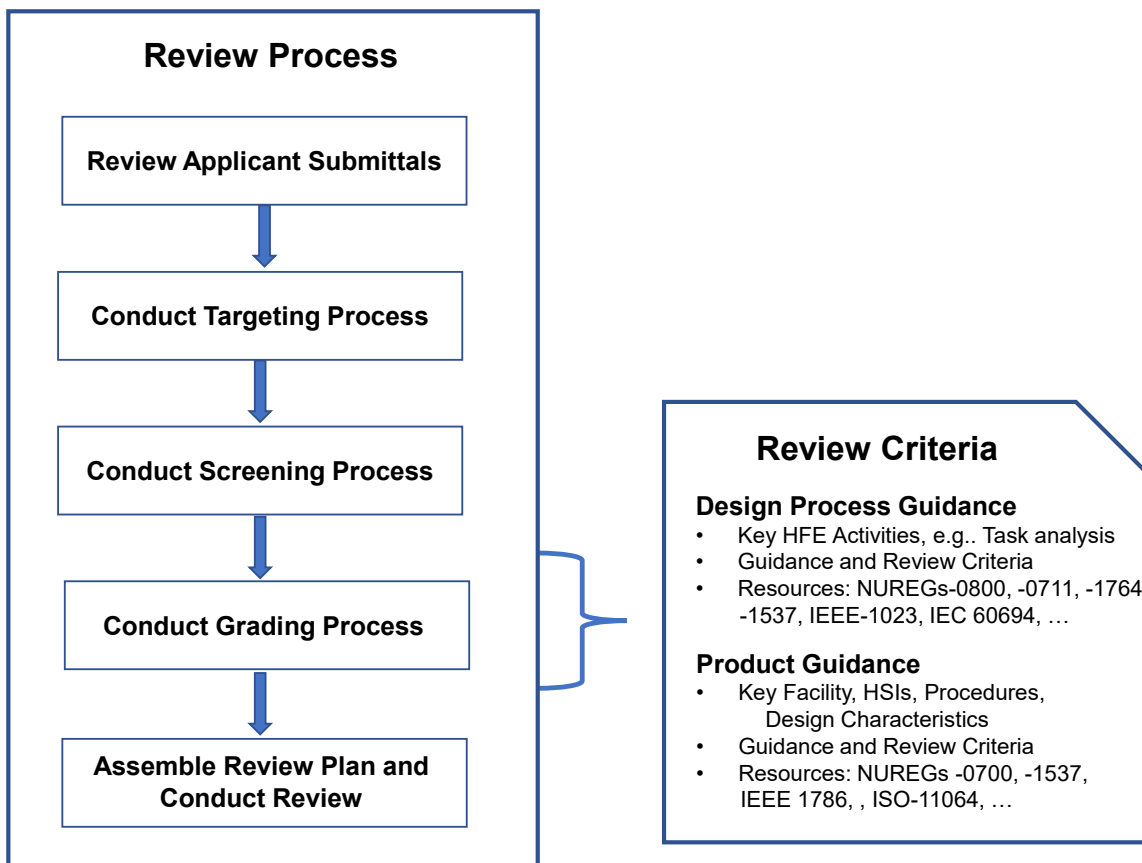 Review Process
Review Applicant Submittals
Conduct Targeting Process
Conduct Screening Process
Conduct Grading Process
Assemble Review Plan and
Conduct Review
Review Criteria
Design Process Guidance
• Key HFE Activities, e.g.. Task analysis
• Guidance and Review Criteria
• Resources: NUREGs-0800, -0711, -1764
-1537, IEEE-1023, IEC 60694, …
Product Guidance
• Key Facility, HSIs, Procedures,
Design Characteristics
• Guidance and Review Criteria
• Resources: NUREGs -0700, -1537,
IEEE 1786, , ISO-11064, …